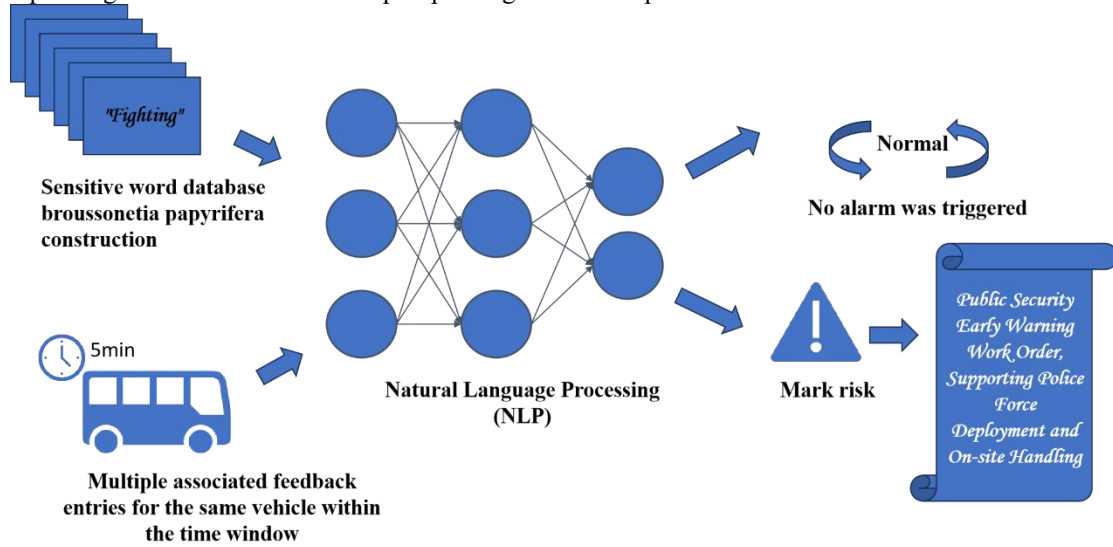 "Fighting"
Sensitive word database
broussonetia papyrifera
construction
5min
Multiple associated feedback
entries for the same vehicle within
the time window
Natural Language Processing
(NLP)
Normal
No alarm was triggered
Mark risk
Public Security
Early Warning
Work Order,
Supporting Police
Force
Deployment and
On-site Handling